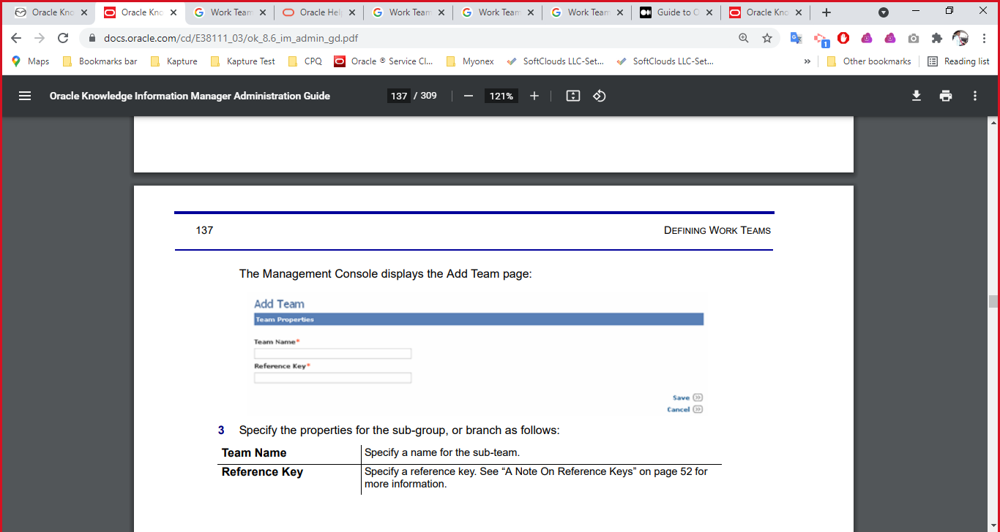 Oracle Kno
Oracle Kno
Work Team
Oracle Help
Work Team
Work Team
Work Team
Guide to O
Oracle Kno
docs.oracle.com/cd/E38111_03/ok_8.6_im_admin_gd.pdf
1
Maps
Bookmarks bar
Kapture
Kapture Test
CPQ
Oracle ® Service Cl...
Myonex
SoftClouds LLC-Set...
SoftClouds LLC-Set...
»
Other bookmarks
Reading list
Oracle Knowledge Information Manager Administration Guide
137 / 309
121%
137
DEFINING WORK TEAMS
The Management Console displays the Add Team page:
Add Team
Team Properties
Team Name*
Reference Key*
Save
Cancel
3 Specify the properties for the sub-group, or branch as follows:
Team Name Specify a name for the sub-team.
Reference Key Specify a reference key. See “A Note On Reference Keys” on page 52 for
more information.